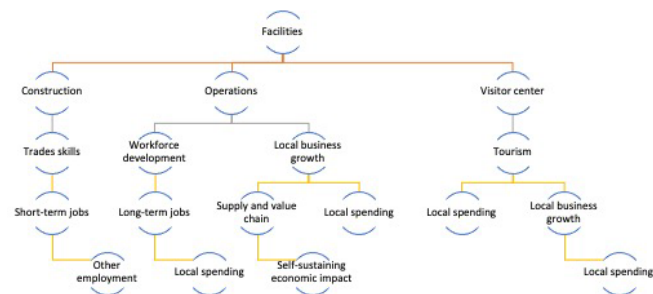 Facilities
Construction
Operations
Visitor center
Trades skills
Workforce
development
Local business
growth
Tourism
Short-term jobs
Long-term jobs
Supply and value
chain
Local spending
Local spending
Local business
growth
Other
employment
Local spending
Self-sustaining
economic impact
Local spending